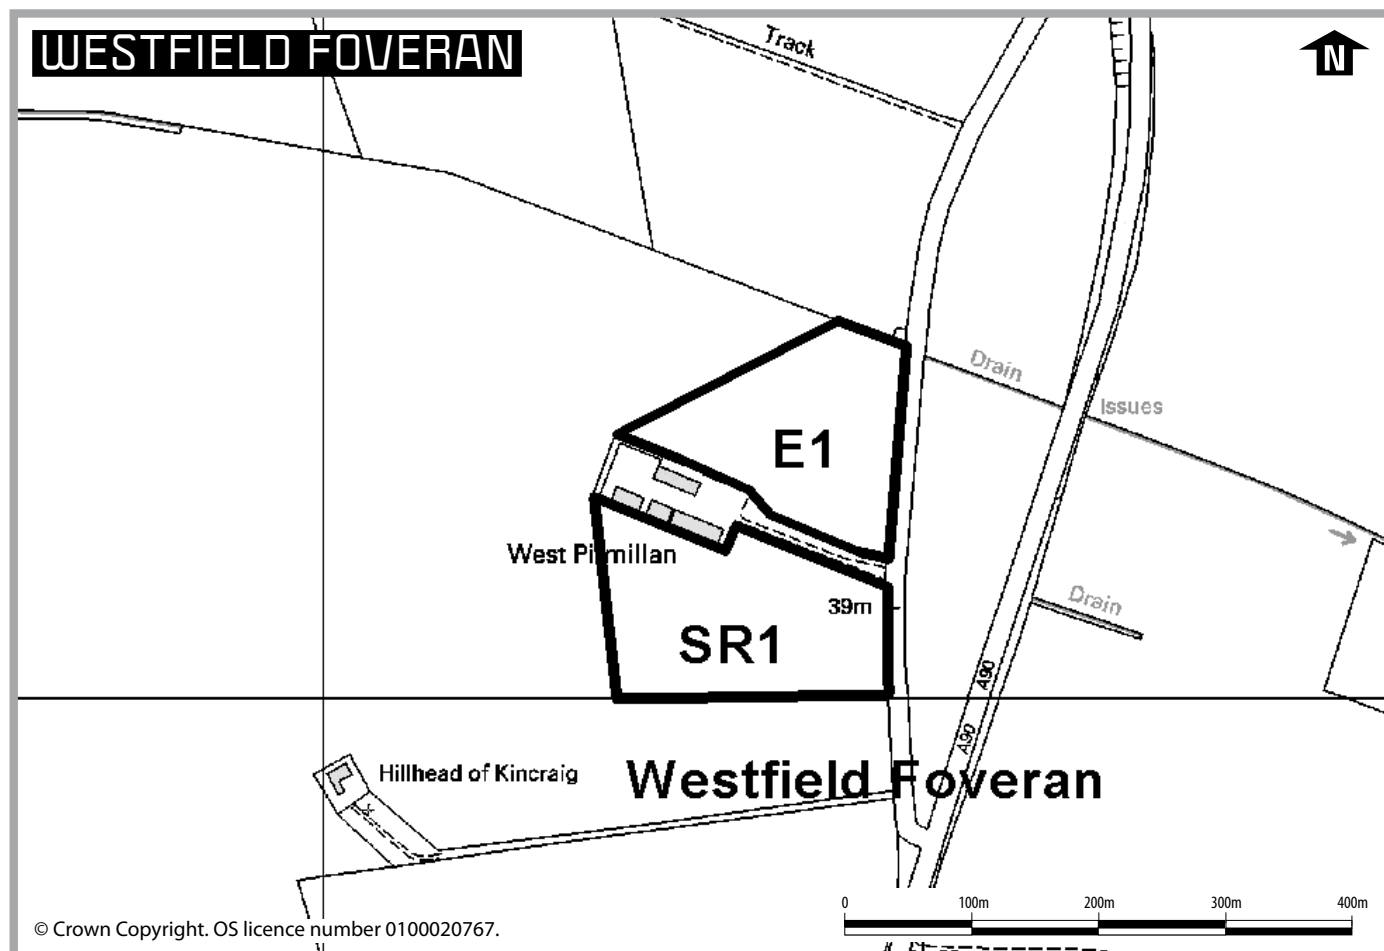 WESTFIELD FOVERAN
N
Track
Drain
Issues
E1
West Pitmillan
39m
Drain
SR1
A90
A90
Hillhead of Kincraig
Westfield Foveran
0 100m 200m 300m 400m
© Crown Copyright. OS licence number 0100020767.